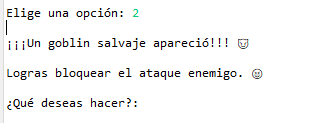 Elige una opción: 2
¡¡¡Un goblin salvaje apareció!!! 🐱
Logras bloquear el ataque enemigo. 😀
¿Qué deseas hacer?: